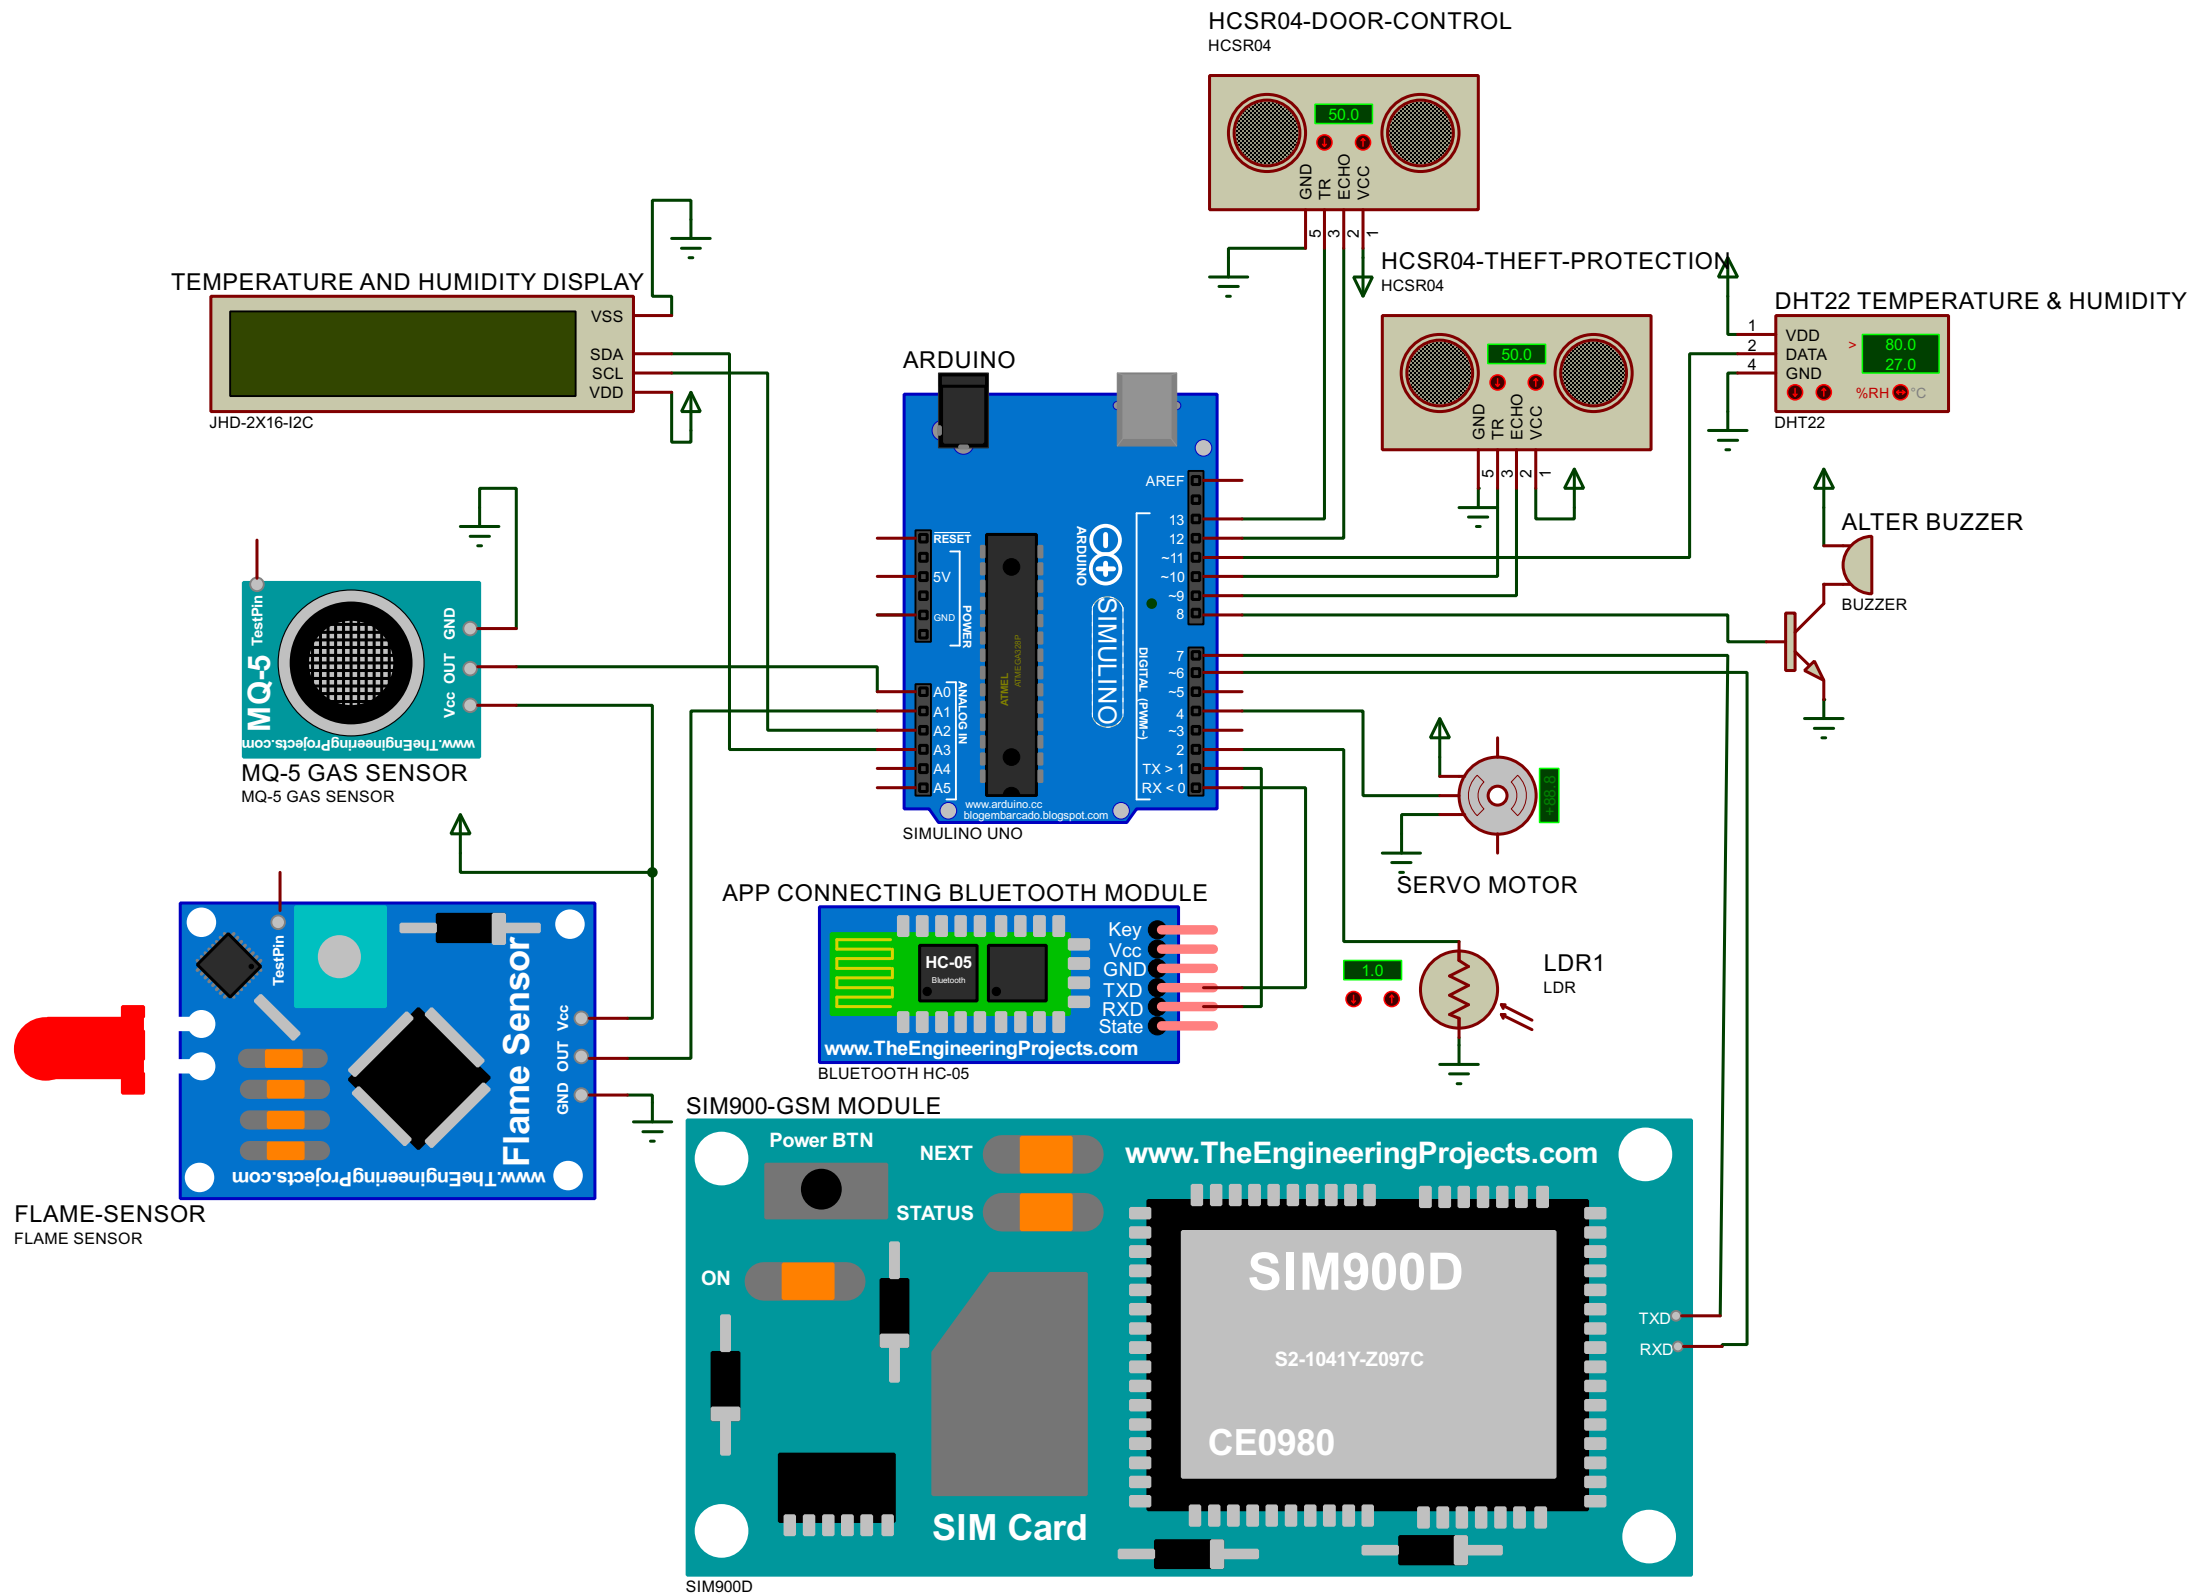 HCSR04-DOOR-CONTROL
HCSR04
50.0
GND
TR
ECHO
VCC
5
3
2
1
HCSR04-THEFT-PROTECTION
HCSR04
50.0
GND
TR
ECHO
VCC
5
3
2
1
DHT22 TEMPERATURE & HUMIDITY
1
2
4
VDD
DATA
GND
>
80.0
27.0
%RH
°C
DHT22
TEMPERATURE AND HUMIDITY DISPLAY
VSS
SDA
SCL
VDD
JHD-2X16-I2C
ARDUINO
AREF
13
12
~11
~10
~9
8
7
~6
~5
4
~3
2
TX > 1
RX < 0
RESET
5V
GND
POWER
A0
A1
A2
A3
A4
A5
ANALOG IN
ATMEL
ATMEGA328P
ARDUINO
SIMULINO
DIGITAL (PWM~)
www.arduino.cc
blogembarcado.blogspot.com
SIMULINO UNO
ALTER BUZZER
BUZZER
TestPin
MQ-5
GND
OUT
Vcc
www.TheEngineeringProjects.com
MQ-5 GAS SENSOR
MQ-5 GAS SENSOR
+88.8
SERVO MOTOR
APP CONNECTING BLUETOOTH MODULE
HC-05
Bluetooth
Key
Vcc
GND
TXD
RXD
State
www.TheEngineeringProjects.com
BLUETOOTH HC-05
1.0
LDR1
LDR
TestPin
Flame Sensor
Vcc
OUT
GND
www.TheEngineeringProjects.com
FLAME-SENSOR
FLAME SENSOR
SIM900-GSM MODULE
Power BTN
NEXT
STATUS
ON
www.TheEngineeringProjects.com
SIM900D
S2-1041Y-Z097C
CE0980
TXD
RXD
SIM Card
SIM900D